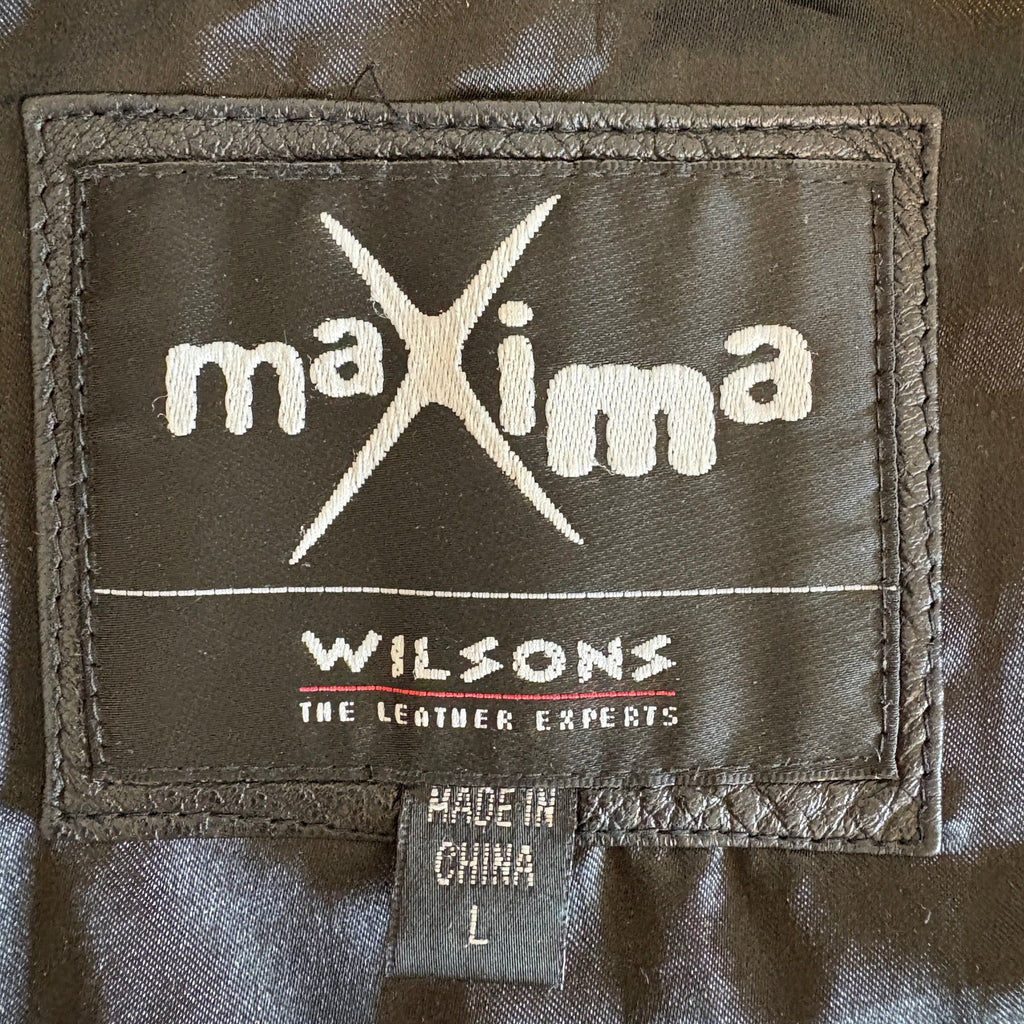 maXima
WILSONS
THE LEATHER EXPERTS
MADE IN
CHINA
L